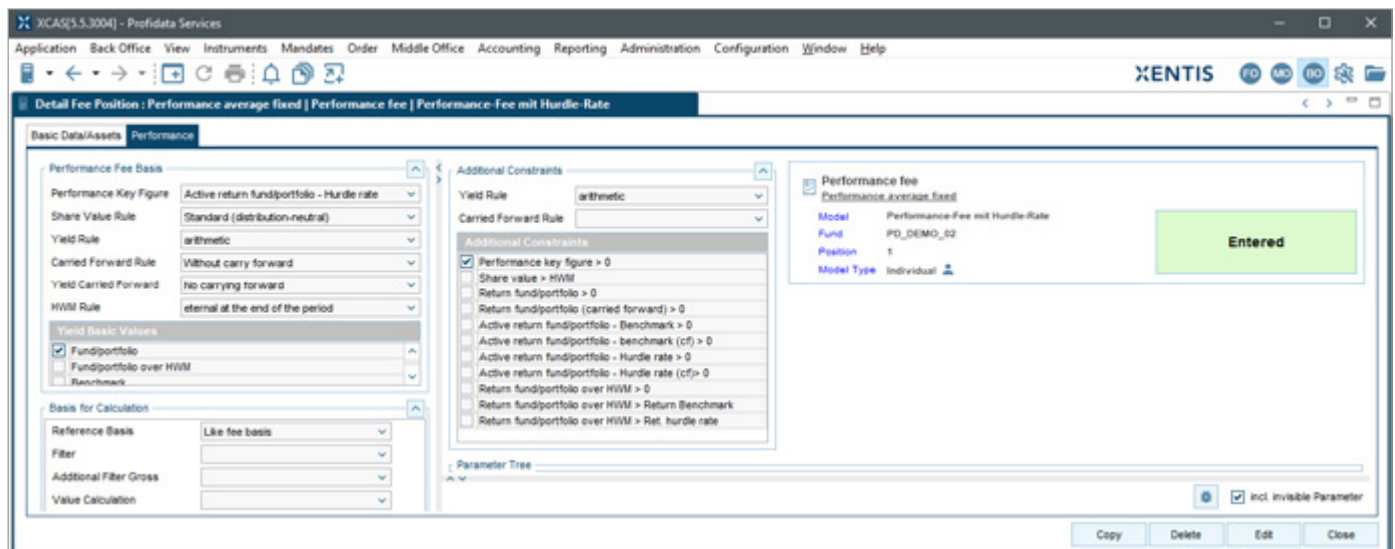 XCAS[5.5.3004] - Profidata Services
Application Back Office View Instruments Mandates Order Middle Office Accounting Reporting Administration Configuration Window Help
XENTIS FO MO BO
Detail Fee Position : Performance average fixed | Performance fee | Performance-Fee mit Hurdle-Rate
Basic Data/Assets Performance
Performance Fee Basis
Performance Key Figure Active return fund/portfolio - Hurdle rate
Share Value Rule Standard (distribution-neutral)
Yield Rule arithmetic
Carried Forward Rule Without carry forward
Yield Carried Forward No carrying forward
HWM Rule eternal at the end of the period
Yield Basic Values
Fund/portfolio
Fund/portfolio over HWM
Benchmark
Basis for Calculation
Reference Basis Like fee basis
Filter
Additional Filter Gross
Value Calculation
Additional Constraints
Yield Rule arithmetic
Carried Forward Rule
Additional Constraints
Performance key figure > 0
Share value > HWM
Return fund/portfolio > 0
Return fund/portfolio (carried forward) > 0
Active return fund/portfolio - Benchmark > 0
Active return fund/portfolio - benchmark (cf) > 0
Active return fund/portfolio - Hurdle rate > 0
Active return fund/portfolio - Hurdle rate (cf)> 0
Return fund/portfolio over HWM > 0
Return fund/portfolio over HWM > Return Benchmark
Return fund/portfolio over HWM > Ret. hurdle rate
Parameter Tree
Performance fee
Performance average fixed
Model Performance-Fee mit Hurdle-Rate
Fund PD_DEMO_02
Position 1
Model Type Individual
Entered
incl. invisible Parameter
Copy Delete Edit Close